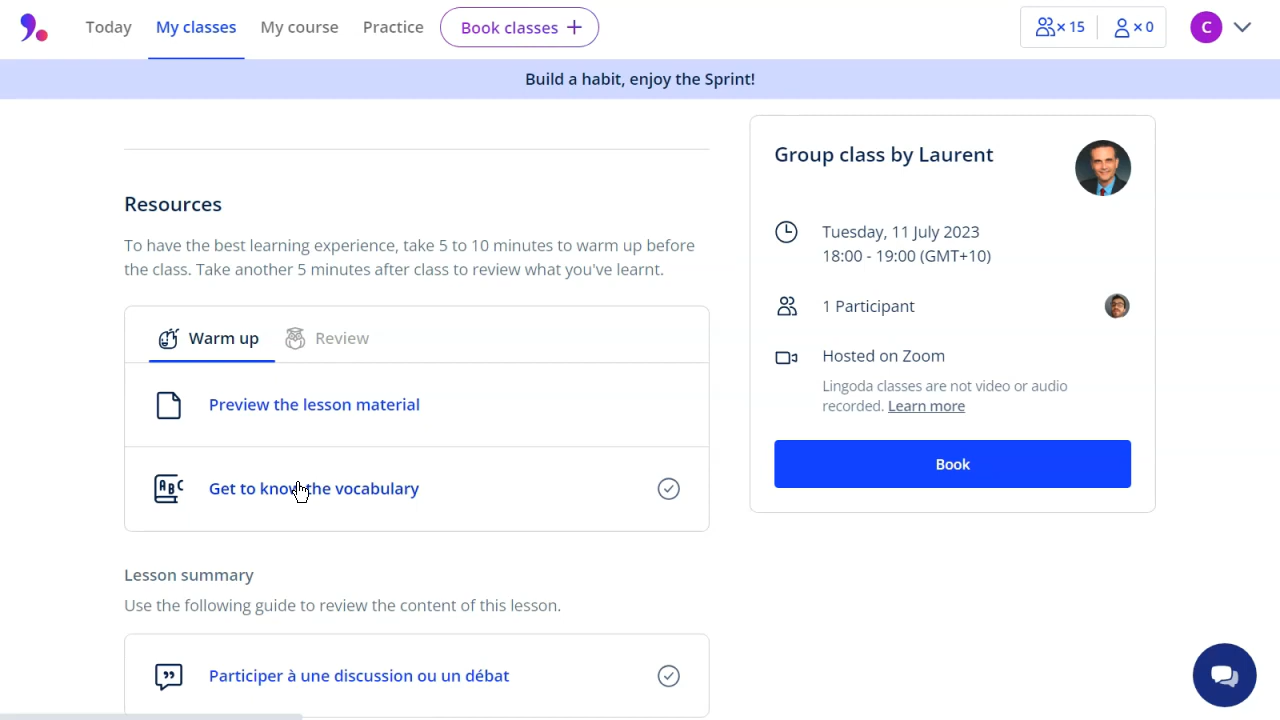 Today My classes My course Practice Book classes + × 15 × 0 C
Build a habit, enjoy the Sprint!
Resources
To have the best learning experience, take 5 to 10 minutes to warm up before
the class. Take another 5 minutes after class to review what you've learnt.
Warm up Review
Preview the lesson material
ABC Get to know the vocabulary
Lesson summary
Use the following guide to review the content of this lesson.
Participer à une discussion ou un débat
Group class by Laurent
Tuesday, 11 July 2023
18:00 - 19:00 (GMT+10)
1 Participant
Hosted on Zoom
Lingoda classes are not video or audio
recorded. Learn more
Book